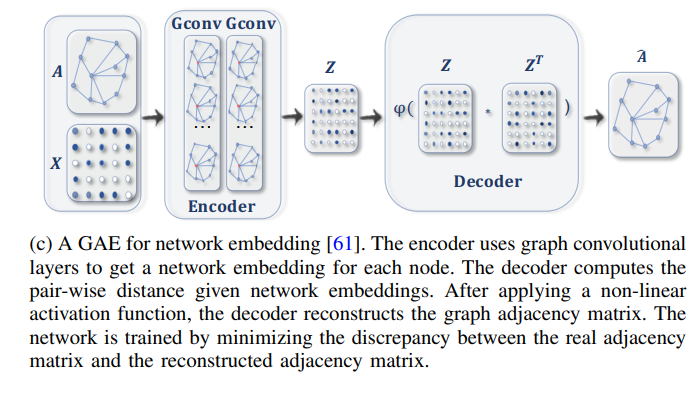 Gconv Gconv
A
X
...
...
Encoder
Z
φ(
Z
*
Z^T
)
Decoder
Â
(c) A GAE for network embedding [61]. The encoder uses graph convolutional
layers to get a network embedding for each node. The decoder computes the
pair-wise distance given network embeddings. After applying a non-linear
activation function, the decoder reconstructs the graph adjacency matrix. The
network is trained by minimizing the discrepancy between the real adjacency
matrix and the reconstructed adjacency matrix.